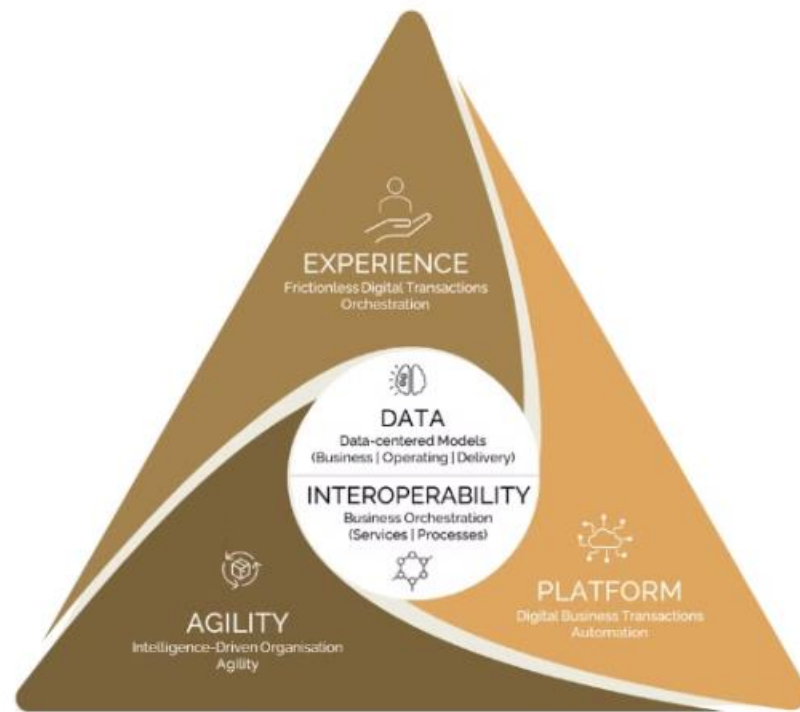 EXPERIENCE
Frictionless Digital Transactions
Orchestration
DATA
Data-centered Models
(Business | Operating | Delivery)
INTEROPERABILITY
Business Orchestration
(Services | Processes)
PLATFORM
Digital Business Transactions
Automation
AGILITY
Intelligence-Driven Organisation
Agility